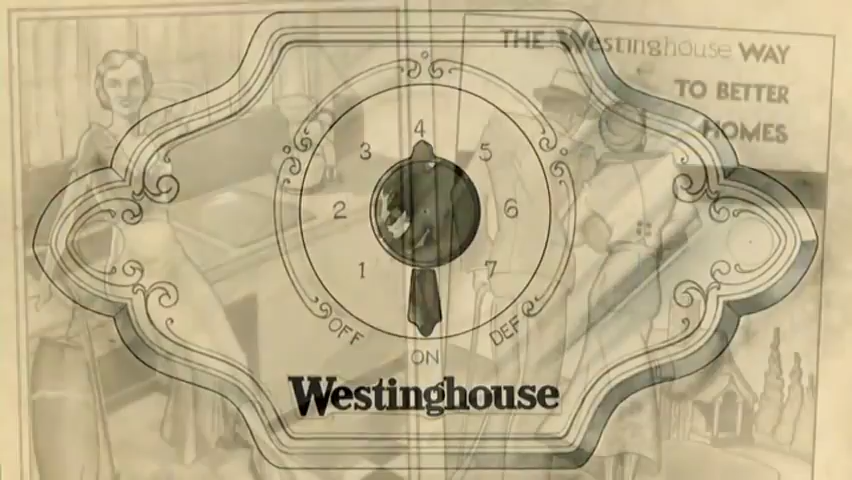 THE Westinghouse WAY
TO BETTER
HOMES
4
3 5
2 6
1 7
OFF DEF
ON
Westinghouse